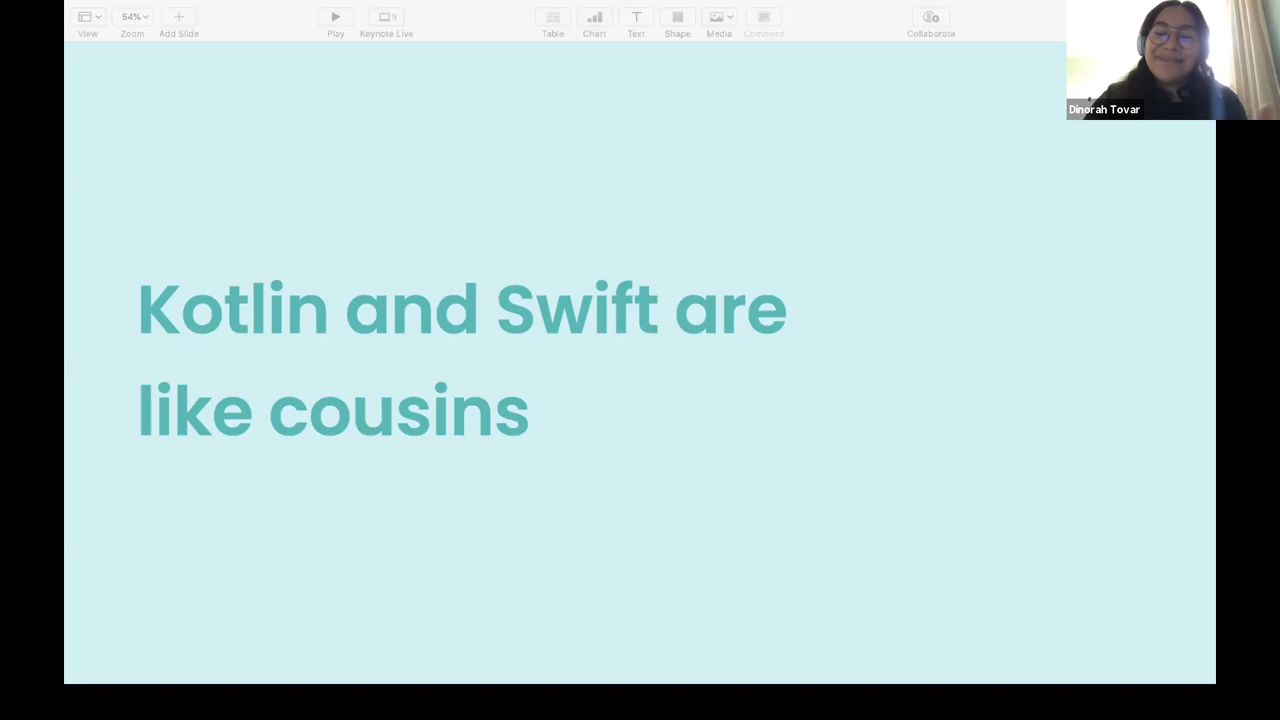 54%
View
Zoom
Add Slide
Play
Keynote Live
Table
Chart
Text
Shape
Media
Comment
Collaborate
Dinorah Tovar
Kotlin and Swift are
like cousins